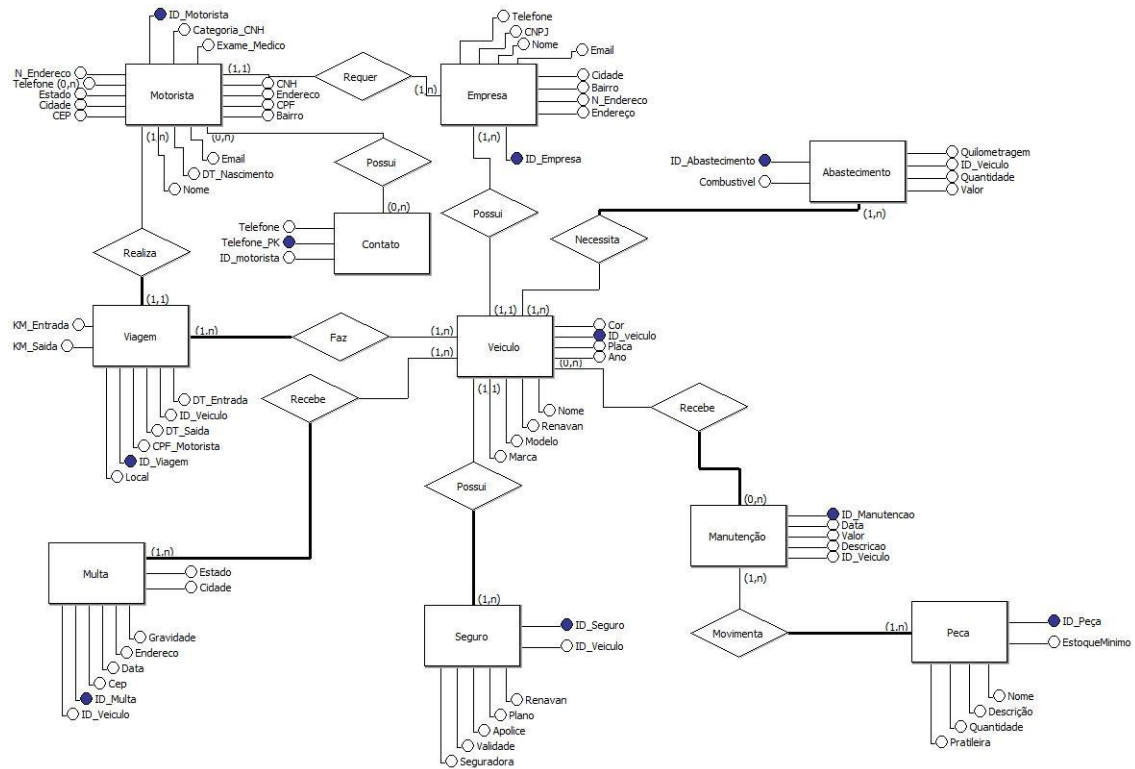 ID_Motorista
Categoria_CNH
Exame_Medico
N_Endereco
Telefone (0,n)
Estado
Cidade
CEP
Motorista
(1,1)
CNH
Endereco
CPF
Bairro
(1,n)
(0,n)
Email
DT_Nascimento
Nome
Requer
(1,n)
Telefone
CNPJ
Nome
Email
Empresa
Cidade
Bairro
N_Endereco
Endereço
(1,n)
ID_Empresa
Possui
(0,n)
Telefone
Telefone_PK
ID_motorista
Contato
Possui
ID_Abastecimento
Combustivel
Abastecimento
Quilometragem
ID_Veiculo
Quantidade
Valor
(1,n)
Necessita
Realiza
(1,1)
KM_Entrada
KM_Saida
Viagem
(1,n)
Faz
(1,n)
(1,n)
(1,1)
(1,n)
Veiculo
Cor
ID_veiculo
Placa
Ano
(0,n)
(1,1)
Nome
Renavan
Modelo
Marca
DT_Entrada
ID_Veiculo
DT_Saida
CPF_Motorista
ID_Viagem
Local
Recebe
Recebe
Possui
(1,n)
Multa
Estado
Cidade
Gravidade
Endereco
Data
Cep
ID_Multa
ID_Veiculo
(1,n)
Seguro
ID_Seguro
ID_Veiculo
Renavan
Plano
Apolice
Validade
Seguradora
(0,n)
Manutenção
ID_Manutencao
Data
Valor
Descricao
ID_Veiculo
(1,n)
Movimenta
(1,n)
Peca
ID_Peça
EstoqueMinimo
Nome
Descrição
Quantidade
Pratileira